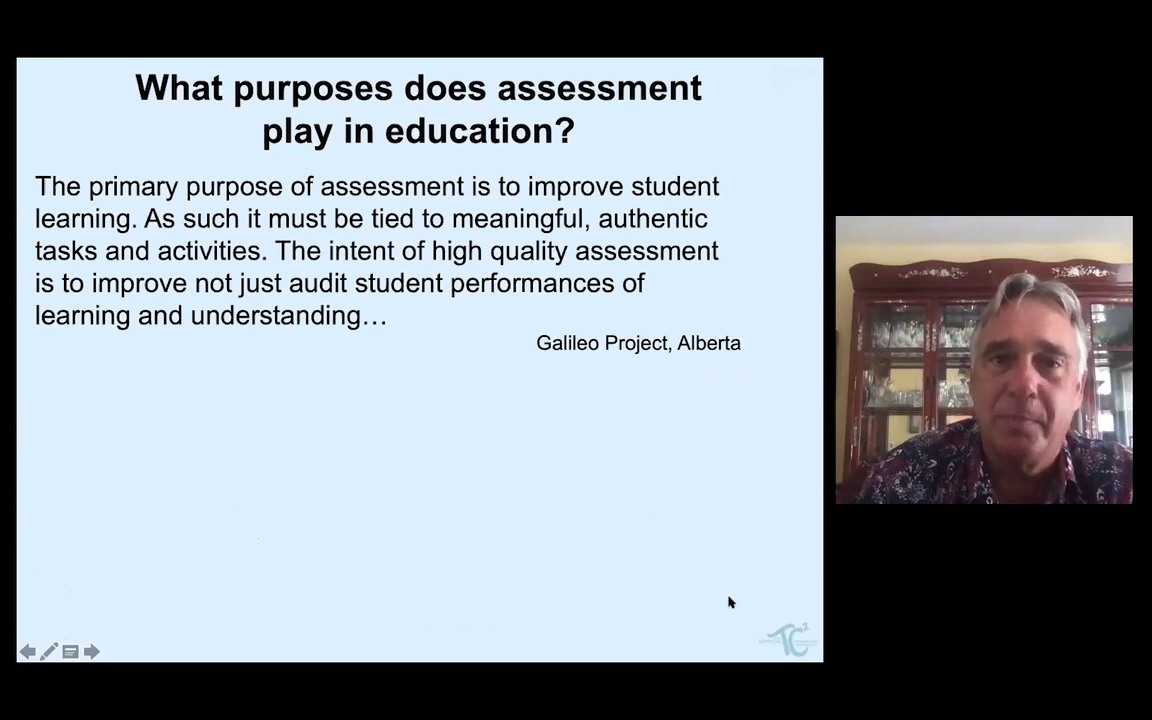 What purposes does assessment
play in education?
The primary purpose of assessment is to improve student
learning. As such it must be tied to meaningful, authentic
tasks and activities. The intent of high quality assessment
is to improve not just audit student performances of
learning and understanding…
Galileo Project, Alberta
TC²